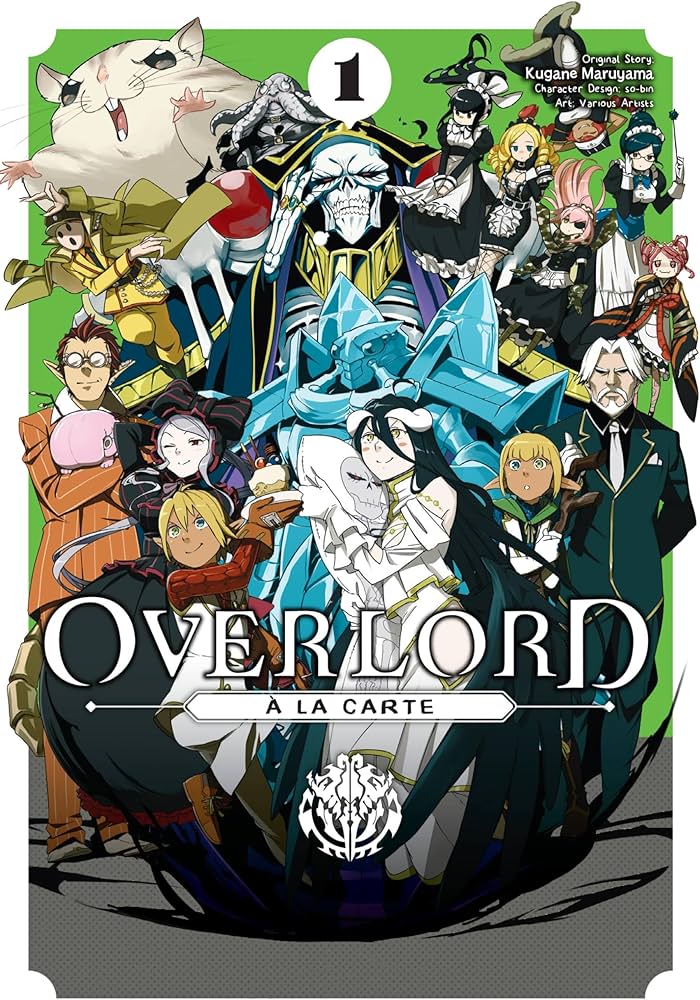 1
Original Story:
Kugane Maruyama
Character Design: so-bin
Art: Various Artists
OVERLORD
À LA CARTE